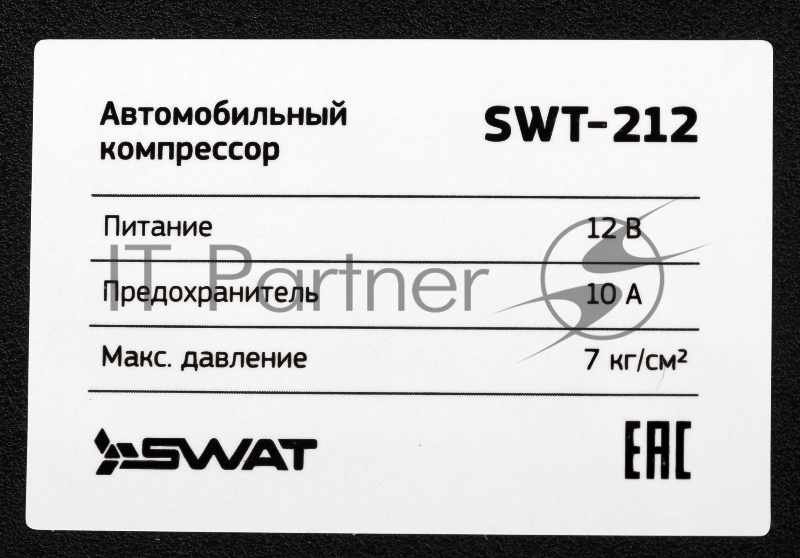 Автомобильный
компрессор
SWT-212
Питание 12 В
IT Partner
Предохранитель 10 А
Макс. давление 7 кг/см²
SWAT
EAC